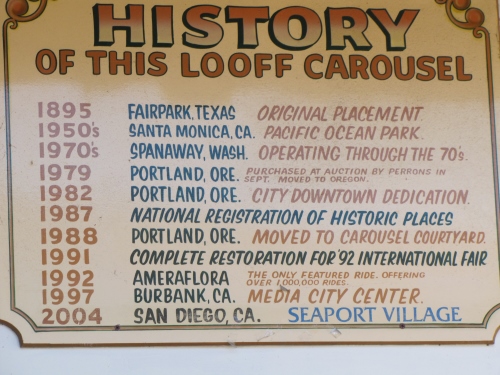 HISTORY
OF THIS LOOFF CAROUSEL
1895 FAIRPARK, TEXAS ORIGINAL PLACEMENT
1950's SANTA MONICA, CA. PACIFIC OCEAN PARK.
1970's SPANAWAY, WASH. OPERATING THROUGH THE 70's.
1979 PORTLAND, ORE. PURCHASED AT AUCTION BY PERRONS IN
SEPT. MOVED TO OREGON.
1982 PORTLAND, ORE. CITY DOWNTOWN DEDICATION.
1987 NATIONAL REGISTRATION OF HISTORIC PLACES
1988 PORTLAND, ORE. MOVED TO CAROUSEL COURTYARD.
1991 COMPLETE RESTORATION FOR '92 INTERNATIONAL FAIR
1992 AMERAFLORA THE ONLY FEATURED RIDE. OFFERING
OVER 1,000,000 RIDES.
1997 BURBANK, CA. MEDIA CITY CENTER.
2004 SAN DIEGO, CA. SEAPORT VILLAGE